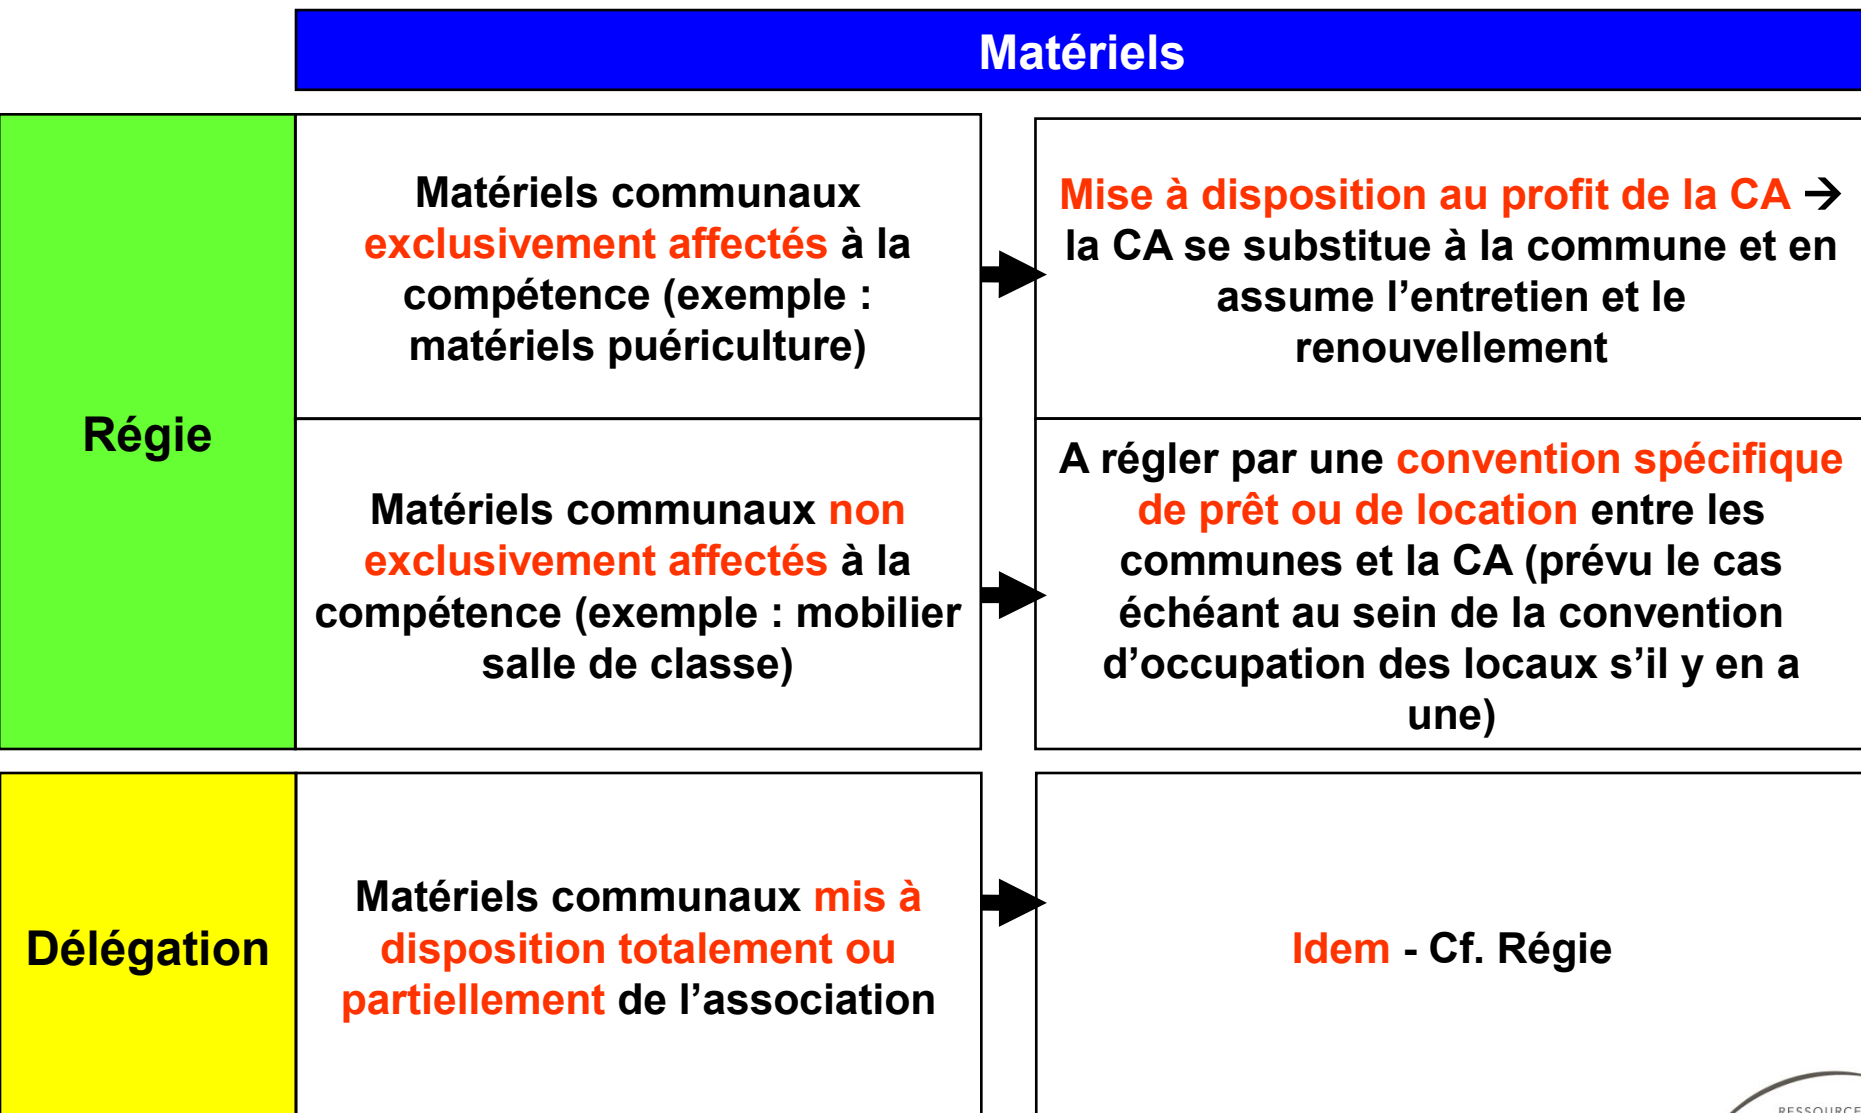 Matériels
Régie
Matériels communaux
exclusivement affectés à la
compétence (exemple :
matériels puériculture)
Mise à disposition au profit de la CA →
la CA se substitue à la commune et en
assume l’entretien et le
renouvellement
Matériels communaux non
exclusivement affectés à la
compétence (exemple : mobilier
salle de classe)
A régler par une convention spécifique
de prêt ou de location entre les
communes et la CA (prévu le cas
échéant au sein de la convention
d’occupation des locaux s’il y en a
une)
Délégation
Matériels communaux mis à
disposition totalement ou
partiellement de l’association
Idem - Cf. Régie